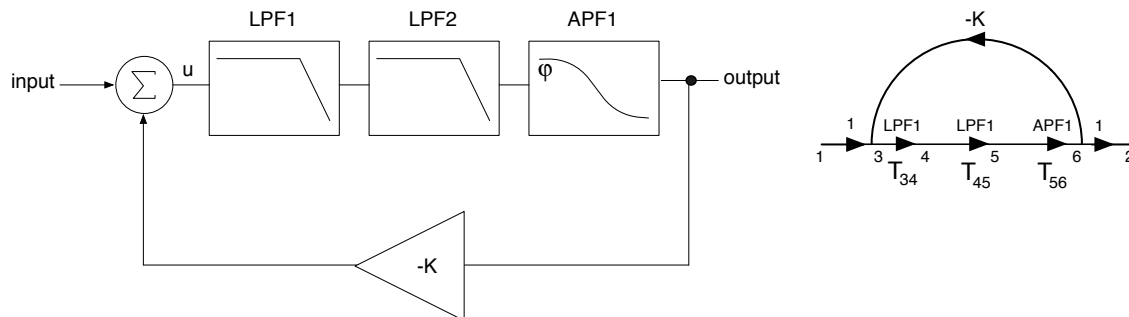 LPF1
LPF2
APF1
input
Σ
u
φ
output
-K
-K
1
LPF1
LPF1
APF1
1
1
3
4
5
6
2
T34
T45
T56